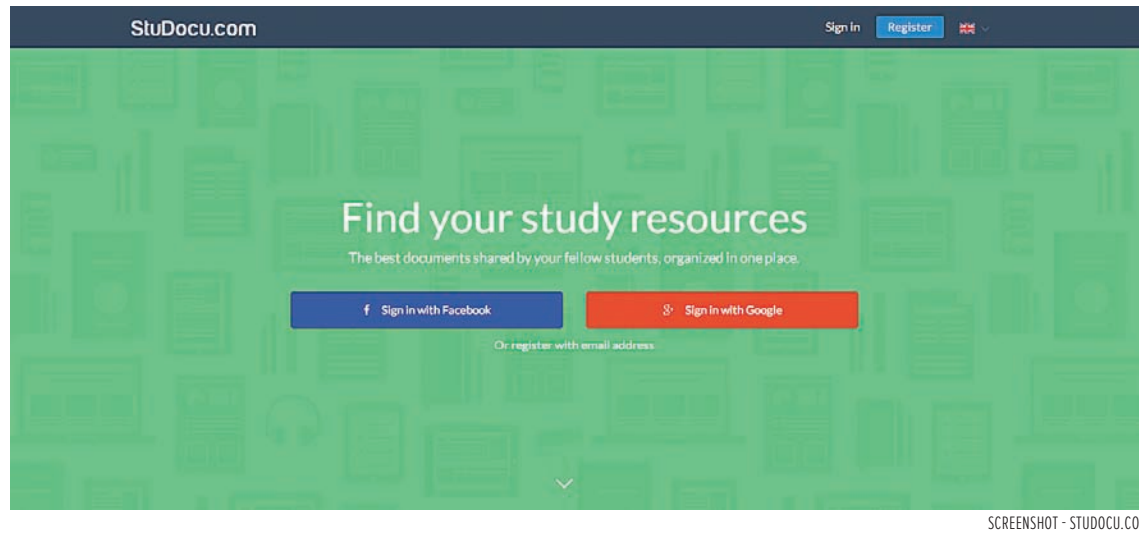 StuDocu.com
Sign in
Register
Find your study resources
The best documents shared by your fellow students, organized in one place.
f Sign in with Facebook
g+ Sign in with Google
Or register with email address
SCREENSHOT - STUDOCU.CO